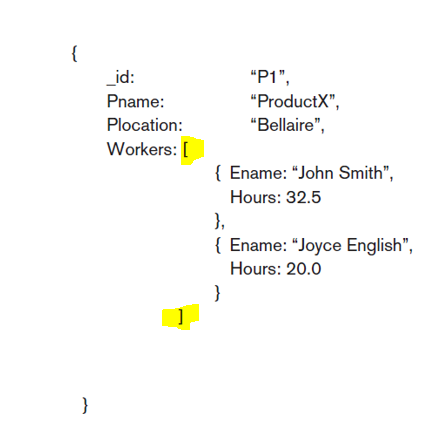 {
_id: “P1”,
Pname: “ProductX”,
Plocation: “Bellaire”,
Workers: [
{ Ename: “John Smith”,
Hours: 32.5
},
{ Ename: “Joyce English”,
Hours: 20.0
}
]
}